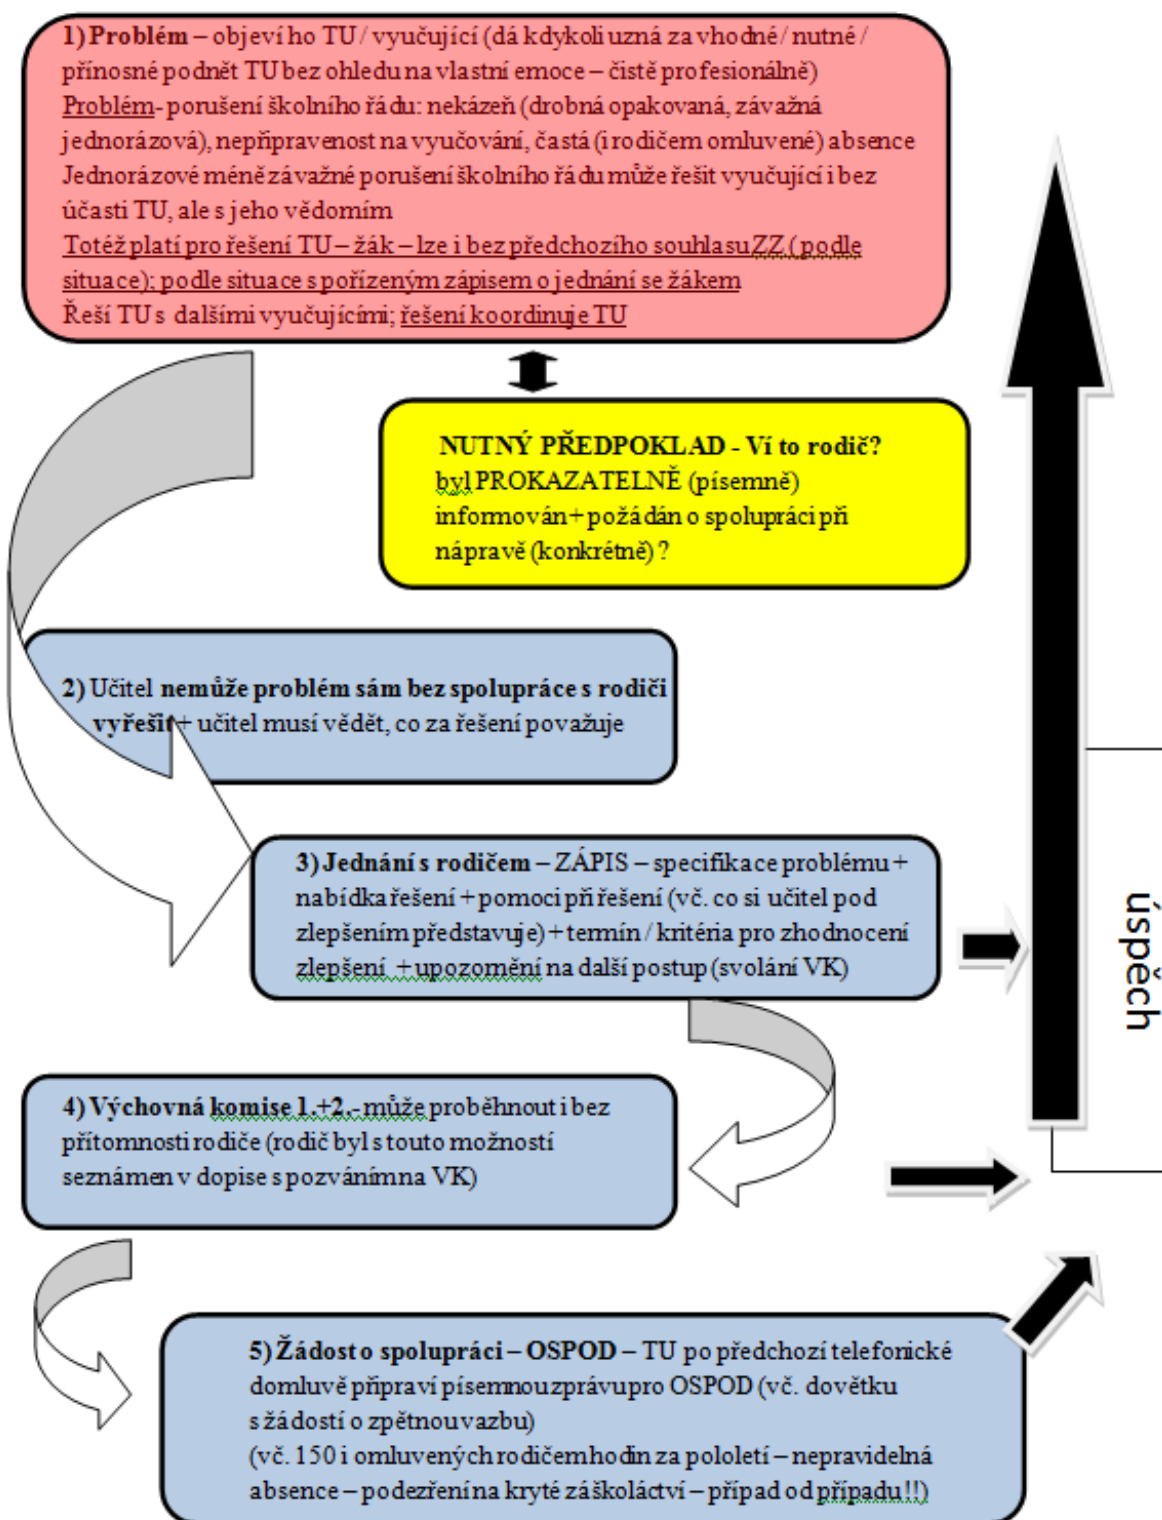 1) Problém – objeví ho TU / vyučující (dá kdykoli uzná za vhodné / nutné /
přínosné podnět TU bez ohledu na vlastní emoce – čistě profesionálně)
Problém- porušení školního řádu: nekázeň (drobná opakovaná, závažná
jednorázová), nepřipravenost na vyučování, častá (i rodičem omluvené) absence
Jednorázové méně závažné porušení školního řádu může řešit vyučující i bez
účasti TU, ale s jeho vědomím
Totéž platí pro řešení TU – žák – lze i bez předchozího souhlasu ZZ ( podle
situace); podle situace s pořízeným zápisem o jednání se žákem
Řeší TU s dalšími vyučujícími; řešení koordinuje TU
NUTNÝ PŘEDPOKLAD - Ví to rodič?
byl PROKAZATELNĚ (písemně)
informován + požádán o spolupráci při
nápravě (konkrétně) ?
2) Učitel nemůže problém sám bez spolupráce s rodiči
vyřešit + učitel musí vědět, co za řešení považuje
3) Jednání s rodičem – ZÁPIS – specifikace problému +
nabídka řešení + pomoci při řešení (vč. co si učitel pod
zlepšením představuje) + termín / kritéria pro zhodnocení
zlepšení + upozornění na další postup (svolání VK)
úspěch
4) Výchovná komise 1.+2.- může proběhnout i bez
přítomnosti rodiče (rodič byl s touto možností
seznámen v dopise s pozváním na VK)
5) Žádost o spolupráci – OSPOD – TU po předchozí telefonické
domluvě připraví písemnou zprávu pro OSPOD (vč. dovětku
s žádostí o zpětnou vazbu)
(vč. 150 i omluvených rodičem hodin za pololetí – nepravidelná
absence – podezření na kryté záškoláctví – případ od případu!!)